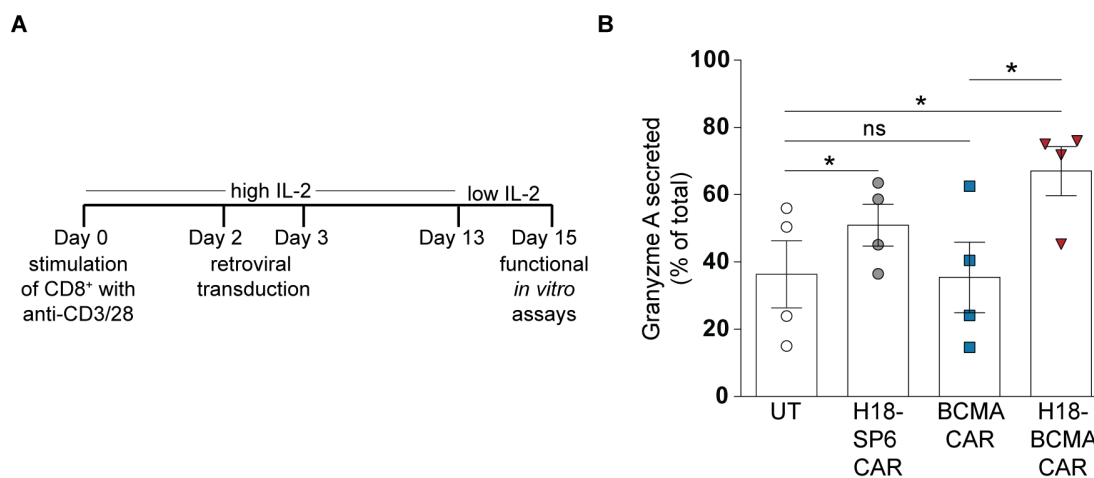 A
high IL-2
low IL-2
Day 0
stimulation
of CD8⁺ with
anti-CD3/28
Day 2
retroviral
transduction
Day 3
Day 13
Day 15
functional
in vitro
assays
B
Granyzme A secreted
(% of total)
100
80
60
40
20
0
*
*
ns
*
UT
H18-
SP6
CAR
BCMA
CAR
H18-
BCMA
CAR